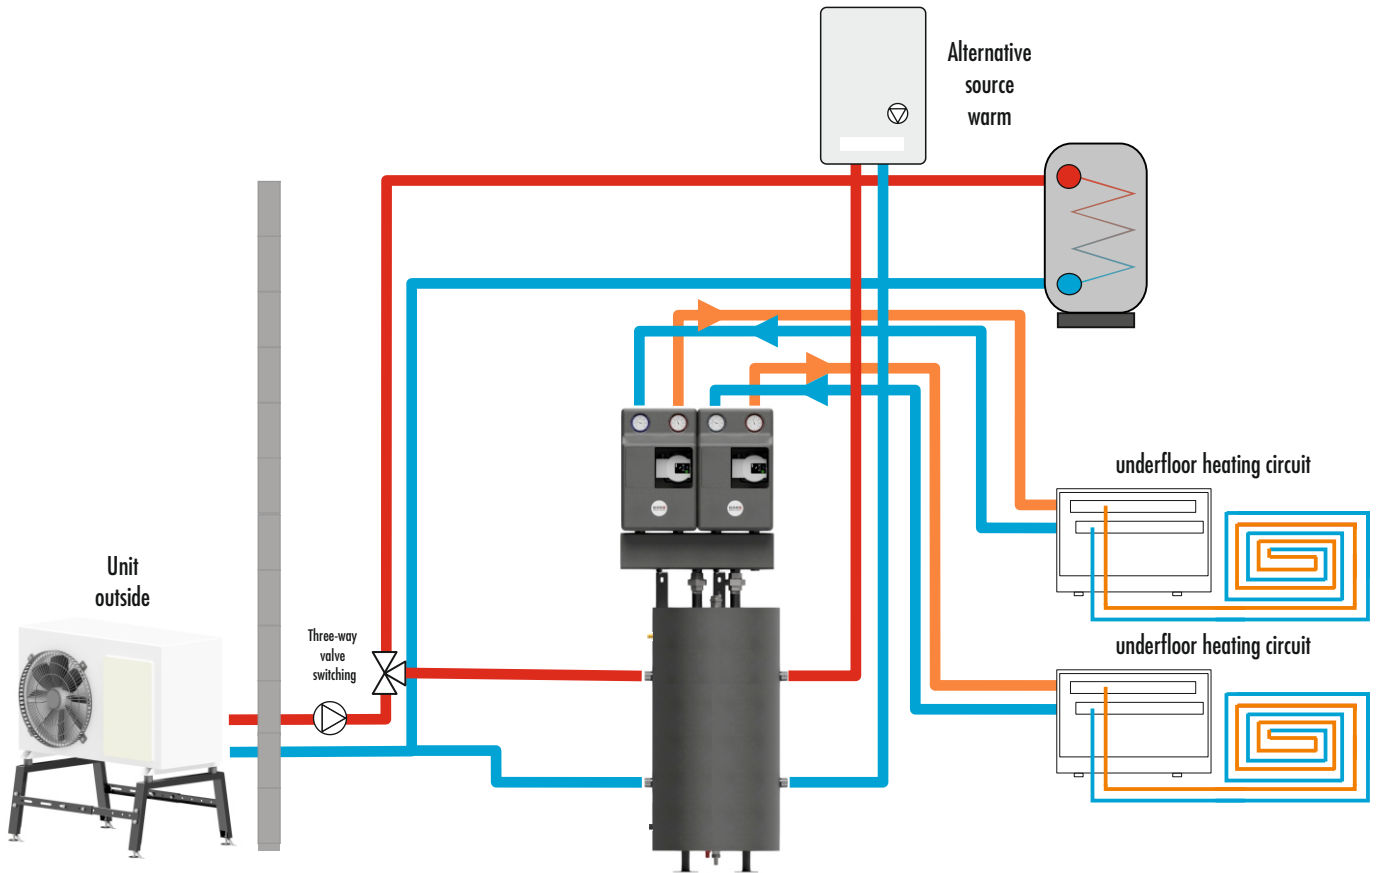 Alternative
source
warm
underfloor heating circuit
Unit
outside
Three-way
valve
switching
underfloor heating circuit